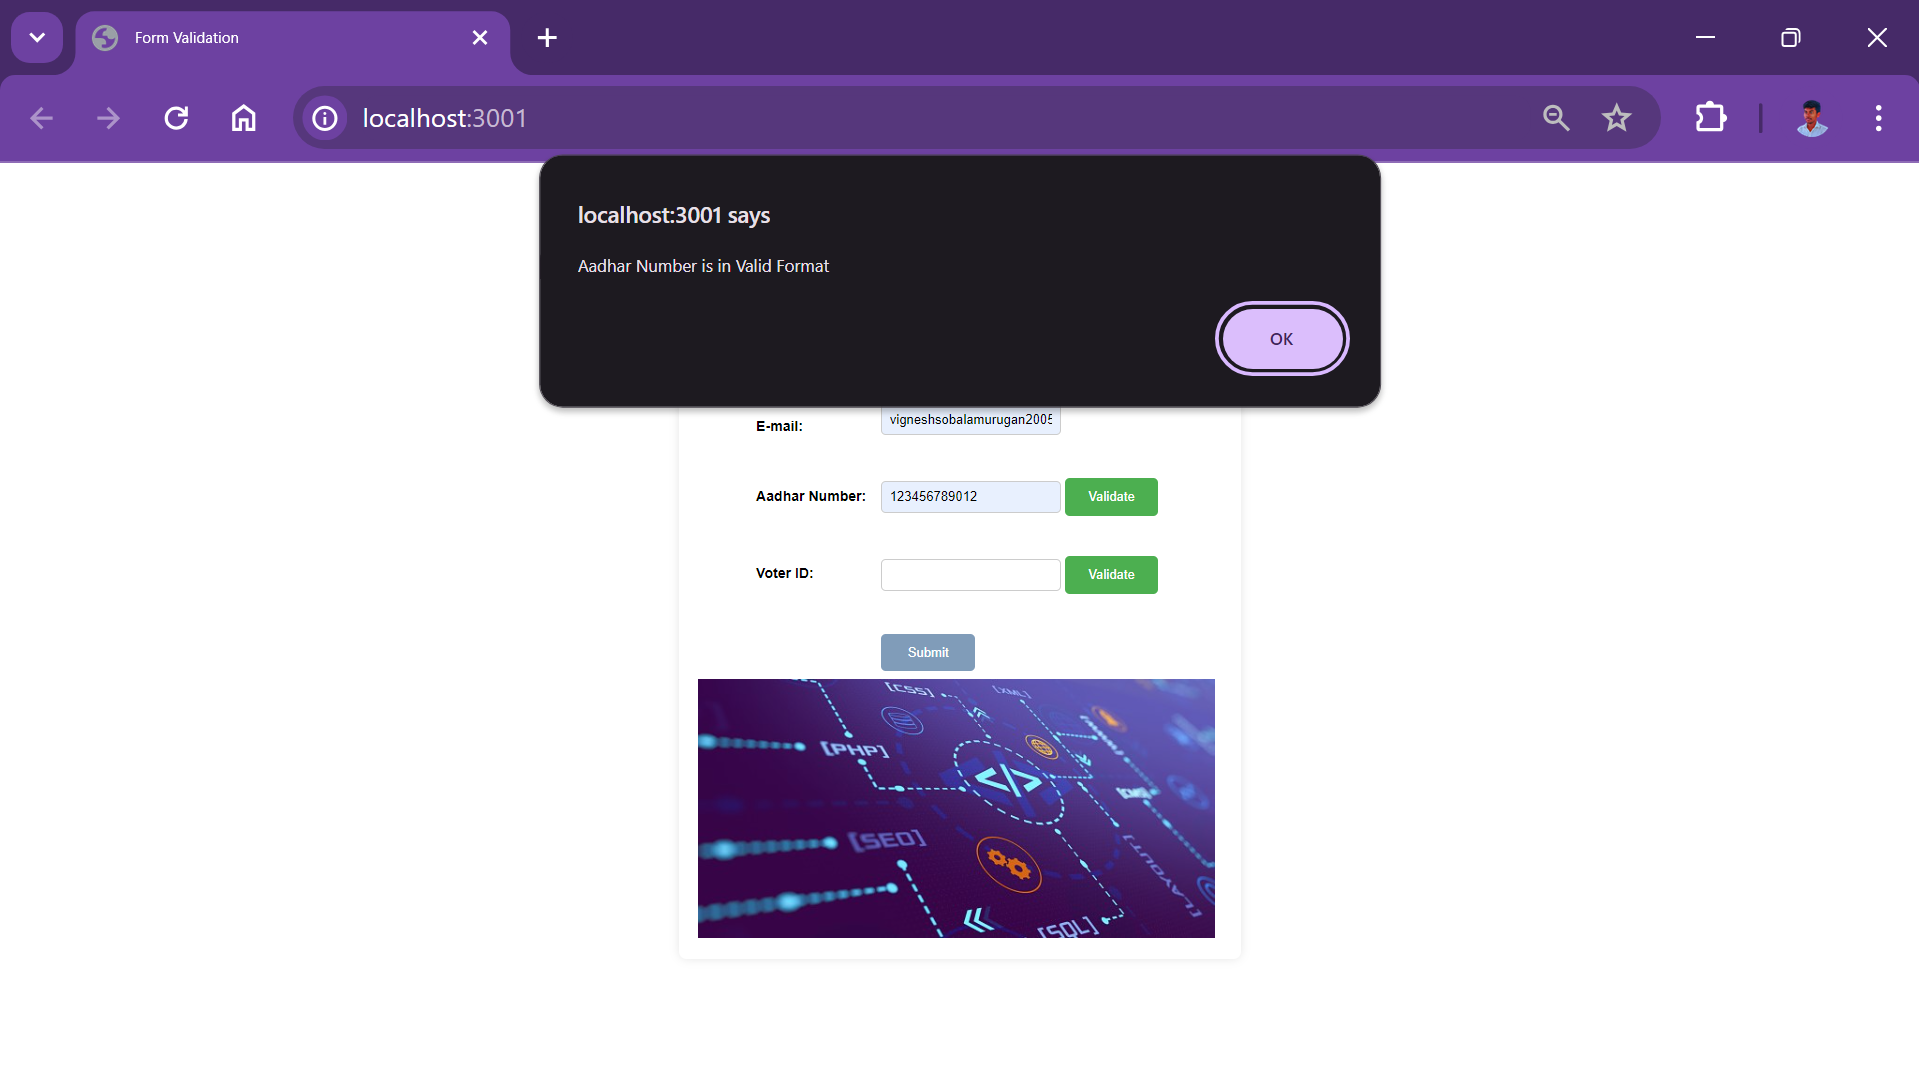 Form Validation
localhost:3001
localhost:3001 says
Aadhar Number is in Valid Format
OK
E-mail:
vigneshsobalamurugan2005
Aadhar Number:
123456789012
Validate
Voter ID:
Validate
Submit
[CSS]
[XML]
[PHP]
</>
[SEO]
[LAYOUT]
[SQL]